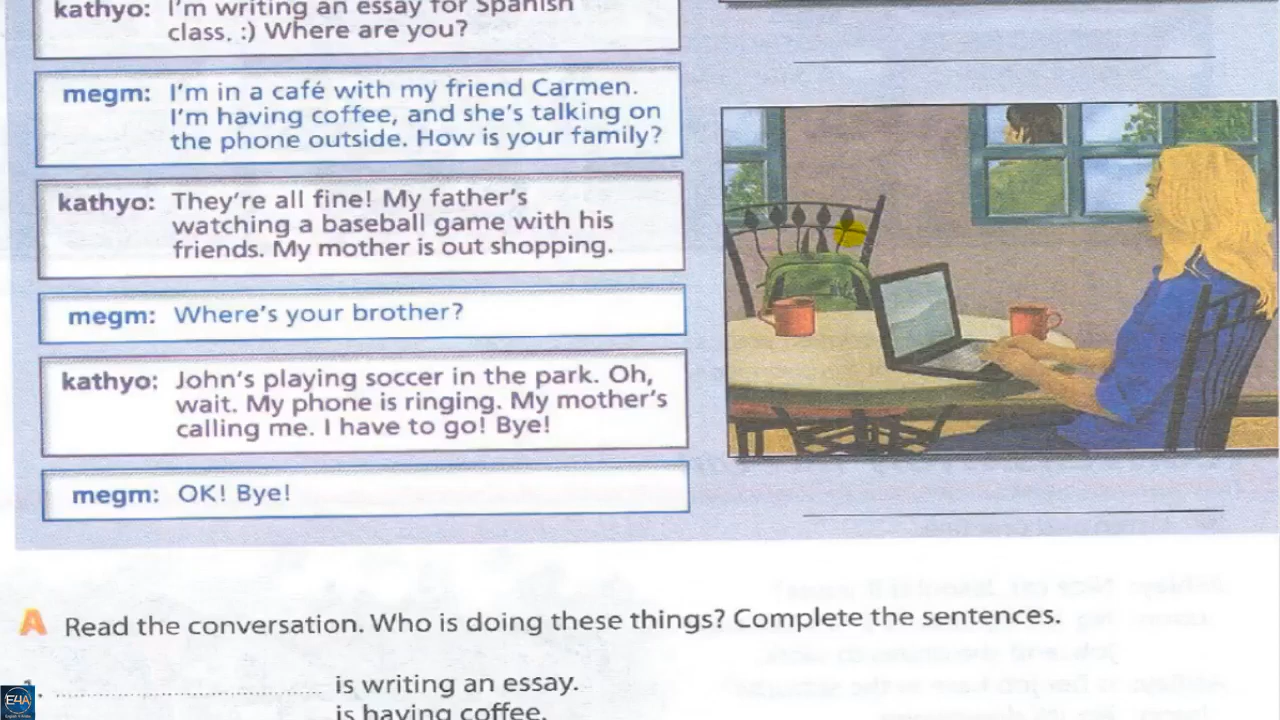 kathyo: I'm writing an essay for Spanish
class. :) Where are you?
megm: I'm in a café with my friend Carmen.
I'm having coffee, and she's talking on
the phone outside. How is your family?
kathyo: They're all fine! My father's
watching a baseball game with his
friends. My mother is out shopping.
megm: Where's your brother?
kathyo: John's playing soccer in the park. Oh,
wait. My phone is ringing. My mother's
calling me. I have to go! Bye!
megm: OK! Bye!
A Read the conversation. Who is doing these things? Complete the sentences.
1. is writing an essay.
is having coffee.
E4A